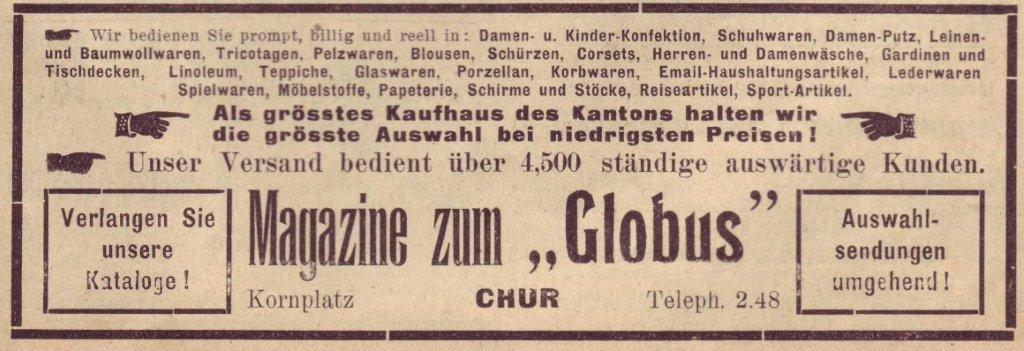 Wir bedienen Sie prompt, billig und reell in: Damen- u. Kinder-Konfektion, Schuhwaren, Damen-Putz, Leinen-
und Baumwollwaren, Tricotagen, Pelzwaren, Blousen, Schürzen, Corsets, Herren- und Damenwäsche, Gardinen und
Tischdecken, Linoleum, Teppiche, Glaswaren, Porzellan, Korbwaren, Email-Haushaltungsartikel, Lederwaren
Spielwaren, Möbelstoffe, Papeterie, Schirme und Stöcke, Reiseartikel, Sport-Artikel.
Als grösstes Kaufhaus des Kantons halten wir
die grösste Auswahl bei niedrigsten Preisen!
Unser Versand bedient über 4,500 ständige auswärtige Kunden.
Verlangen Sie
unsere
Kataloge!
Magazine zum „Globus”
Kornplatz CHUR Teleph. 2.48
Auswahl-
sendungen
umgehend!